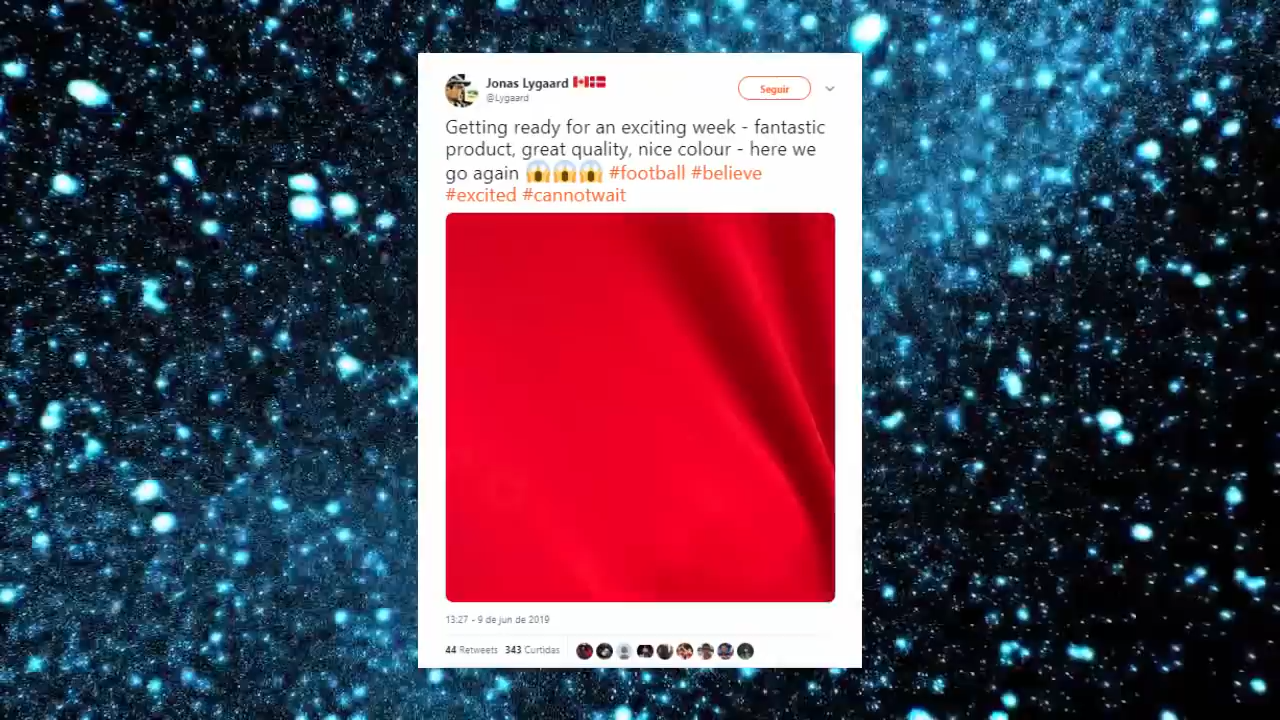 Jonas Lygaard 🇨🇦🇩🇰
@Lygaard
Seguir
Getting ready for an exciting week - fantastic
product, great quality, nice colour - here we
go again 😱😱😱 #football #believe
#excited #cannotwait
13:27 - 9 de jun de 2019
44 Retweets 343 Curtidas